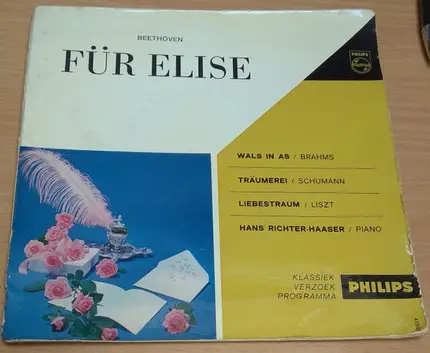 BEETHOVEN
FÜR ELISE
PHILIPS
WALS IN AS / BRAHMS
TRÄUMEREI / SCHUMANN
LIEBESTRAUM / LISZT
HANS RICHTER-HAASER / PIANO
KLASSIEK
VERZOEK
PROGRAMMA
PHILIPS